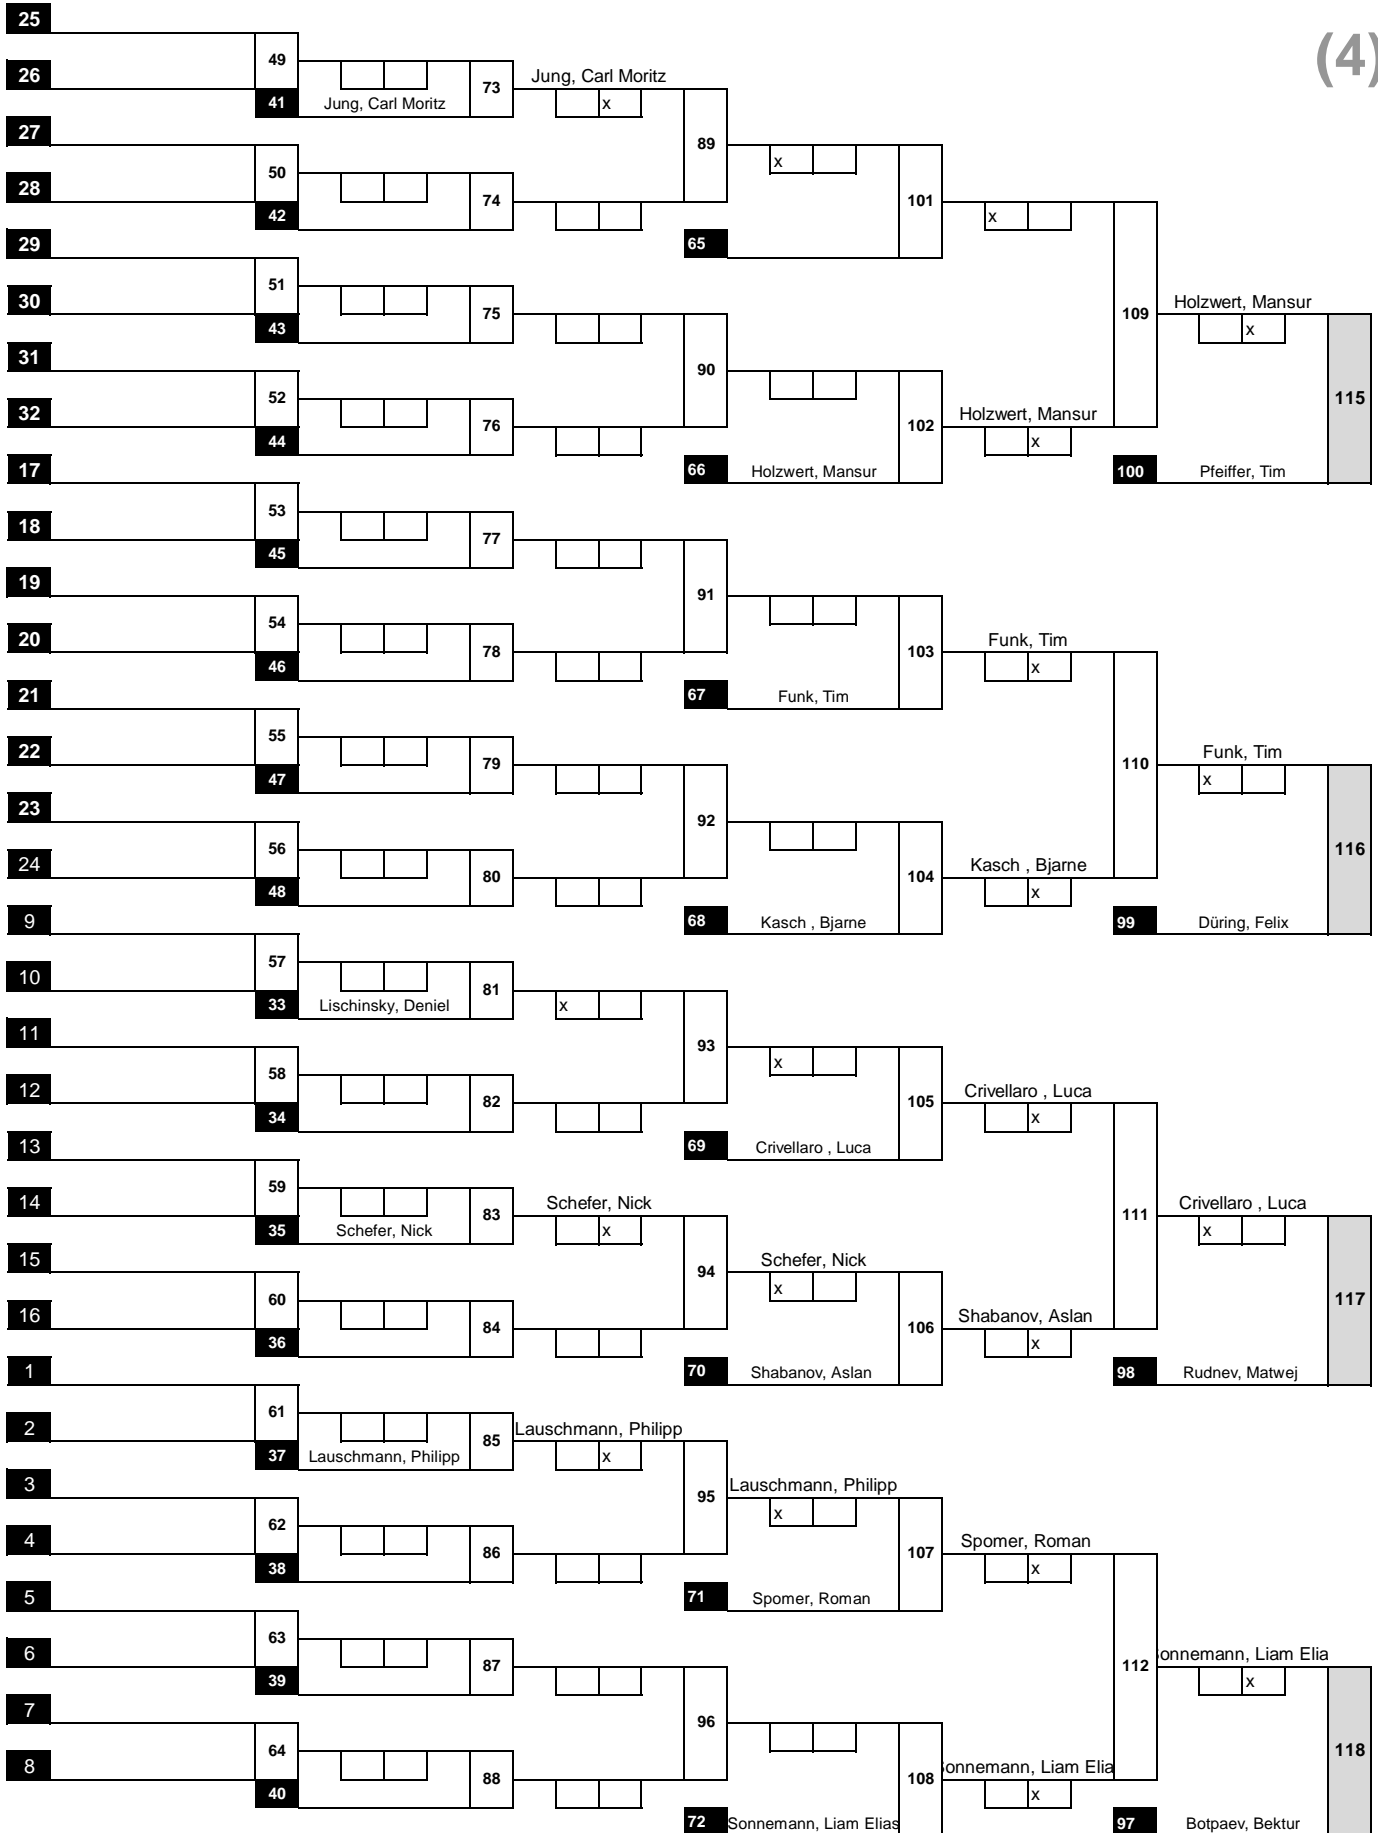 25
(4)
49
26
Jung, Carl Moritz
73
41 Jung, Carl Moritz
x
27
89
50
x
28
74
101
42
x
29
65
51
30
Holzwert, Mansur
75
109
43
x
31
90
52
115
32
Holzwert, Mansur
76
102
44
x
17
66 Holzwert, Mansur
100 Pfeiffer, Tim
53
18
77
45
19
91
54
20
Funk, Tim
78
103
46
x
21
67 Funk, Tim
55
22
Funk, Tim
79
110
47
x
23
92
56
116
24
Kasch , Bjarne
80
104
48
x
9
68 Kasch , Bjarne
99 Düring, Felix
57
10
81
33 Lischinsky, Deniel
x
11
93
58
x
12
Crivellaro , Luca
82
105
34
x
13
69 Crivellaro , Luca
59
14
Schefer, Nick
Crivellaro , Luca
83
111
35 Schefer, Nick
x
x
15
Schefer, Nick
94
60
x
117
16
Shabanov, Aslan
84
106
36
x
1
70 Shabanov, Aslan
98 Rudnev, Matwej
61
2
Lauschmann, Philipp
85
37 Lauschmann, Philipp
x
3
Lauschmann, Philipp
95
62
x
4
Spomer, Roman
86
107
38
x
5
71 Spomer, Roman
63
6
onnemann, Liam Elia
87
112
39
x
7
96
64
118
8
onnemann, Liam Elia
88
108
40
x
72 Sonnemann, Liam Elias
97 Botpaev, Bektur